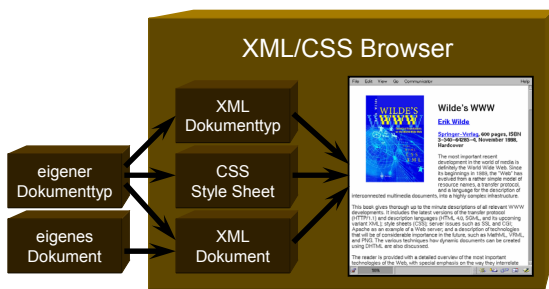 XML/CSS Browser
XML
Dokumenttyp
eigener
Dokumenttyp
CSS
Style Sheet
eigenes
Dokument
XML
Dokument
File Edit View Go Communicator Help
WILDE'S
WWW
Wilde's WWW
Erik Wilde
Springer-Verlag, 600 pages, ISBN
3-540-64285-4, November 1998,
Hardcover
The most important recent
development in the world of media is
definitely the World Wide Web. Since
its beginnings in 1989, the "Web" has
evolved from a rather simple model of
resource names, a transfer protocol,
and a language for the description of
interconnected multimedia documents, into a highly complex infrastructure.
This book gives thorough up to the minute descriptions of all relevant WWW
developments. It includes the latest versions of the transfer protocol
(HTTP/1.1) and description languages (HTML 4.0, SGML, and its upcoming
variant XML); style sheets (CSS); server issues such as SSL and CGI;
Apache as an example of a Web server; and a description of technologies
that will be of considerable importance in the future, such as MathML, VRML,
and PNG. The various techniques how dynamic documents can be created
using DHTML are also discussed.
The reader is provided with a detailed overview of the most important
technologies of the Web, with special emphasis on the way they interrelate